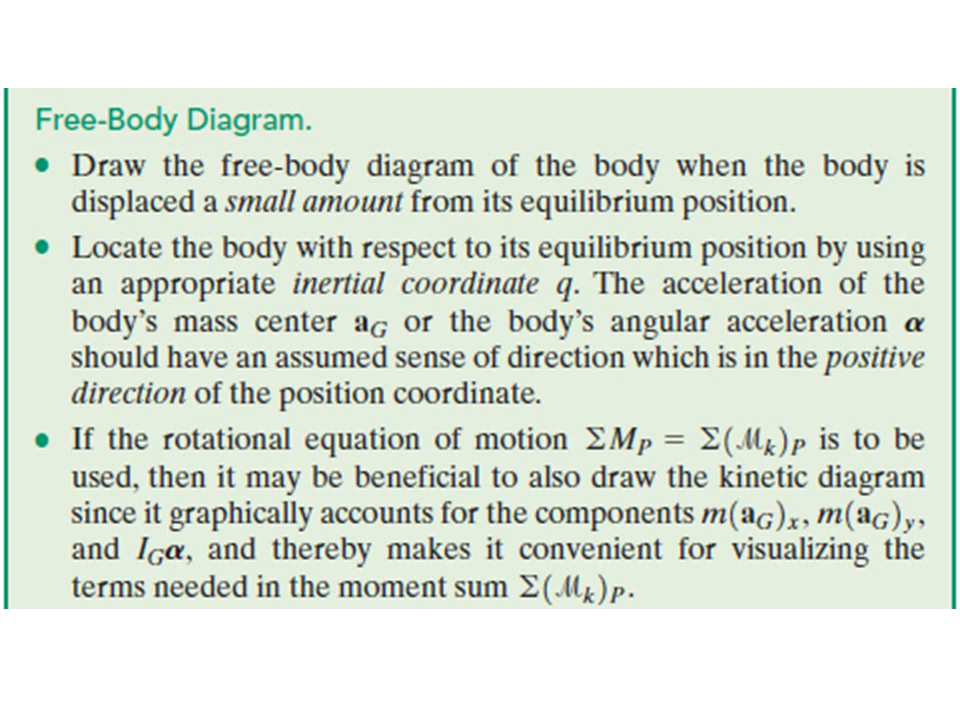 Free-Body Diagram.
• Draw the free-body diagram of the body when the body is
displaced a small amount from its equilibrium position.
• Locate the body with respect to its equilibrium position by using
an appropriate inertial coordinate q. The acceleration of the
body's mass center a_G or the body's angular acceleration α
should have an assumed sense of direction which is in the positive
direction of the position coordinate.
• If the rotational equation of motion ΣM_P = Σ(ℳ_k)_P is to be
used, then it may be beneficial to also draw the kinetic diagram
since it graphically accounts for the components m(a_G)_x, m(a_G)_y,
and I_Gα, and thereby makes it convenient for visualizing the
terms needed in the moment sum Σ(ℳ_k)_P.